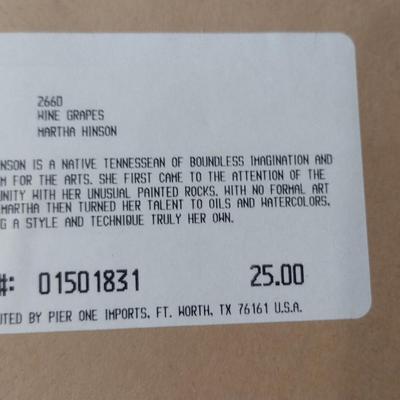 2660
WINE GRAPES
MARTHA HINSON
NSON IS A NATIVE TENNESSEAN OF BOUNDLESS IMAGINATION AND
M FOR THE ARTS. SHE FIRST CAME TO THE ATTENTION OF THE
UNITY WITH HER UNUSUAL PAINTED ROCKS. WITH NO FORMAL ART
MARTHA THEN TURNED HER TALENT TO OILS AND WATERCOLORS.
G A STYLE AND TECHNIQUE TRULY HER OWN.
#: 01501831 25.00
UTED BY PIER ONE IMPORTS, FT. WORTH, TX 76161 U.S.A.